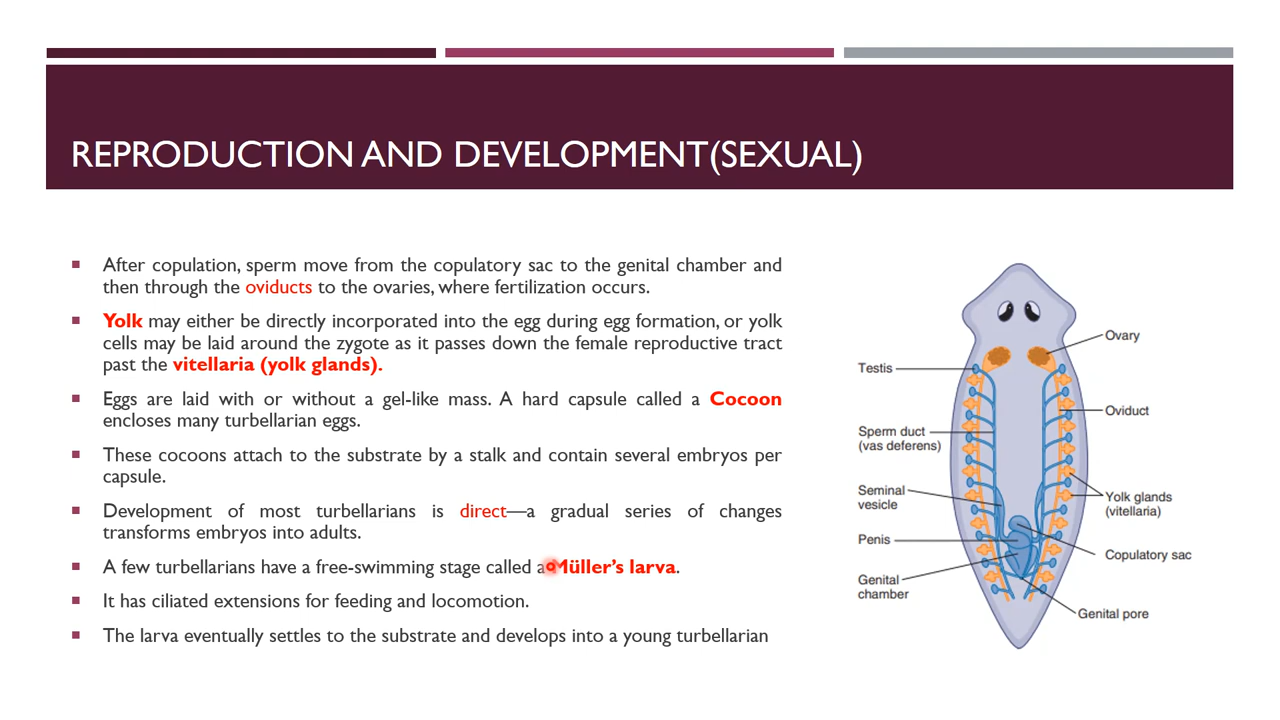 REPRODUCTION AND DEVELOPMENT(SEXUAL)
After copulation, sperm move from the copulatory sac to the genital chamber and
then through the oviducts to the ovaries, where fertilization occurs.
Yolk may either be directly incorporated into the egg during egg formation, or yolk
cells may be laid around the zygote as it passes down the female reproductive tract
past the vitellaria (yolk glands).
Eggs are laid with or without a gel-like mass. A hard capsule called a Cocoon
encloses many turbellarian eggs.
These cocoons attach to the substrate by a stalk and contain several embryos per
capsule.
Development of most turbellarians is direct—a gradual series of changes
transforms embryos into adults.
A few turbellarians have a free-swimming stage called a Müller’s larva.
It has ciliated extensions for feeding and locomotion.
The larva eventually settles to the substrate and develops into a young turbellarian
Testis
Sperm duct
(vas deferens)
Seminal
vesicle
Penis
Genital
chamber
Ovary
Oviduct
Yolk glands
(vitellaria)
Copulatory sac
Genital pore